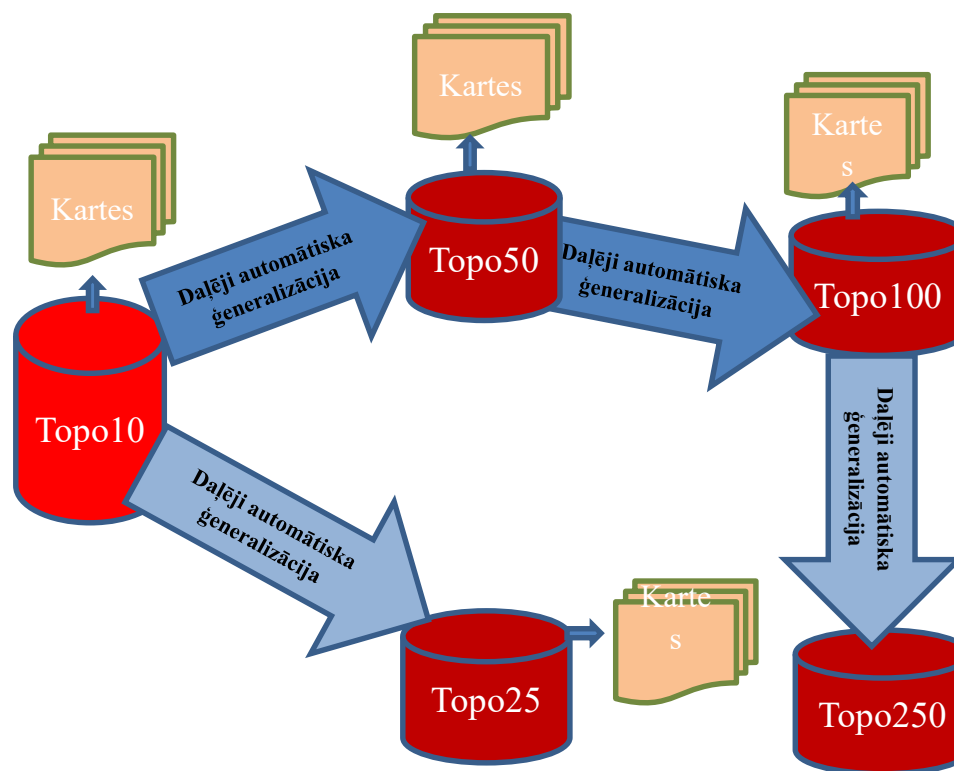 Kartes
Karte
s
Kartes
Daļēji automātiska
ģeneralizācija
Topo50
Daļēji automātiska
ģeneralizācija
Topo100
Topo10
Daļēji automātiska
ģeneralizācija
Daļēji automātiska
ģeneralizācija
Karte
s
Topo25
Topo250